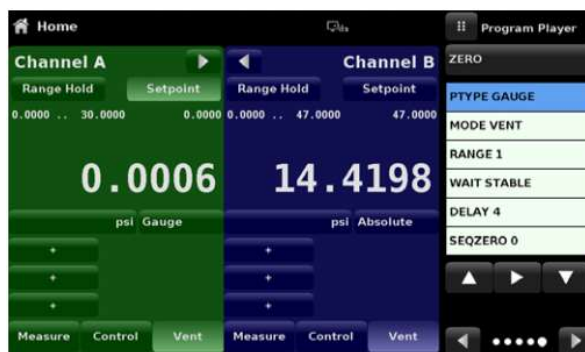 Home
Program Player
Channel A
Channel B
ZERO
Range Hold Setpoint Range Hold Setpoint
0.0000 .. 30.0000 0.0000 0.0000 .. 47.0000 47.0000
PTYPE GAUGE
MODE VENT
RANGE 1
WAIT STABLE
DELAY 4
SEQZERO 0
0.0006 14.4198
psi Gauge psi Absolute
+ +
+ +
+ +
Measure Control Vent Measure Control Vent